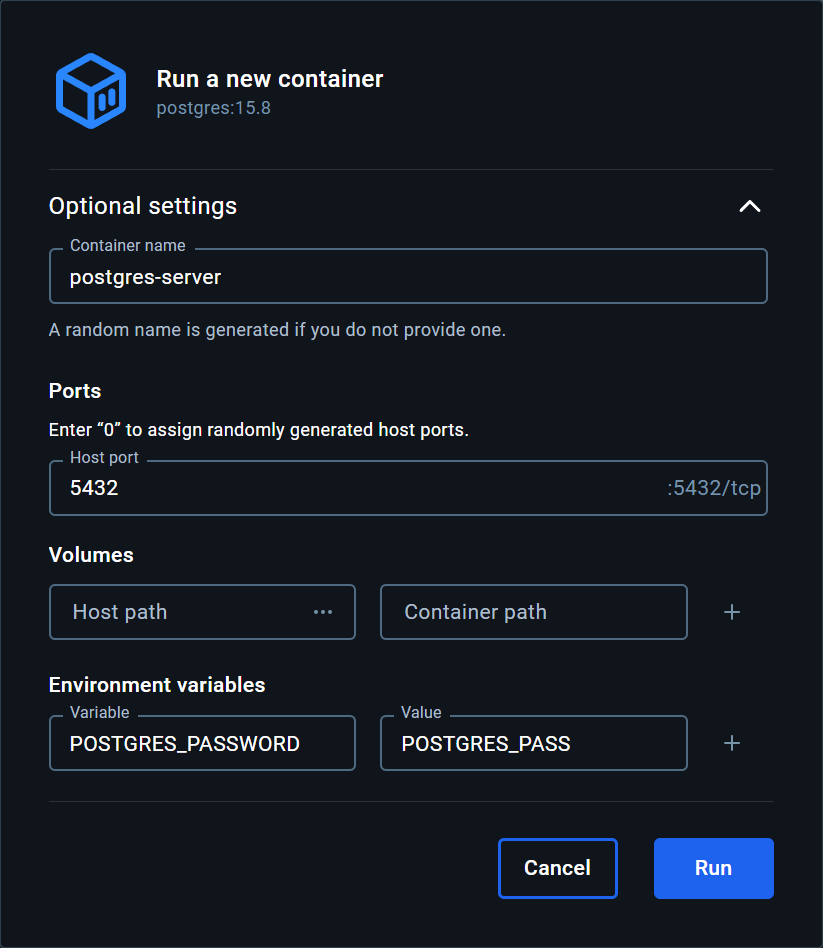 Run a new container
postgres:15.8
Optional settings
Container name
postgres-server
A random name is generated if you do not provide one.
Ports
Enter “0” to assign randomly generated host ports.
Host port
5432 :5432/tcp
Volumes
Host path ··· Container path +
Environment variables
Variable Value
POSTGRES_PASSWORD POSTGRES_PASS +
Cancel Run